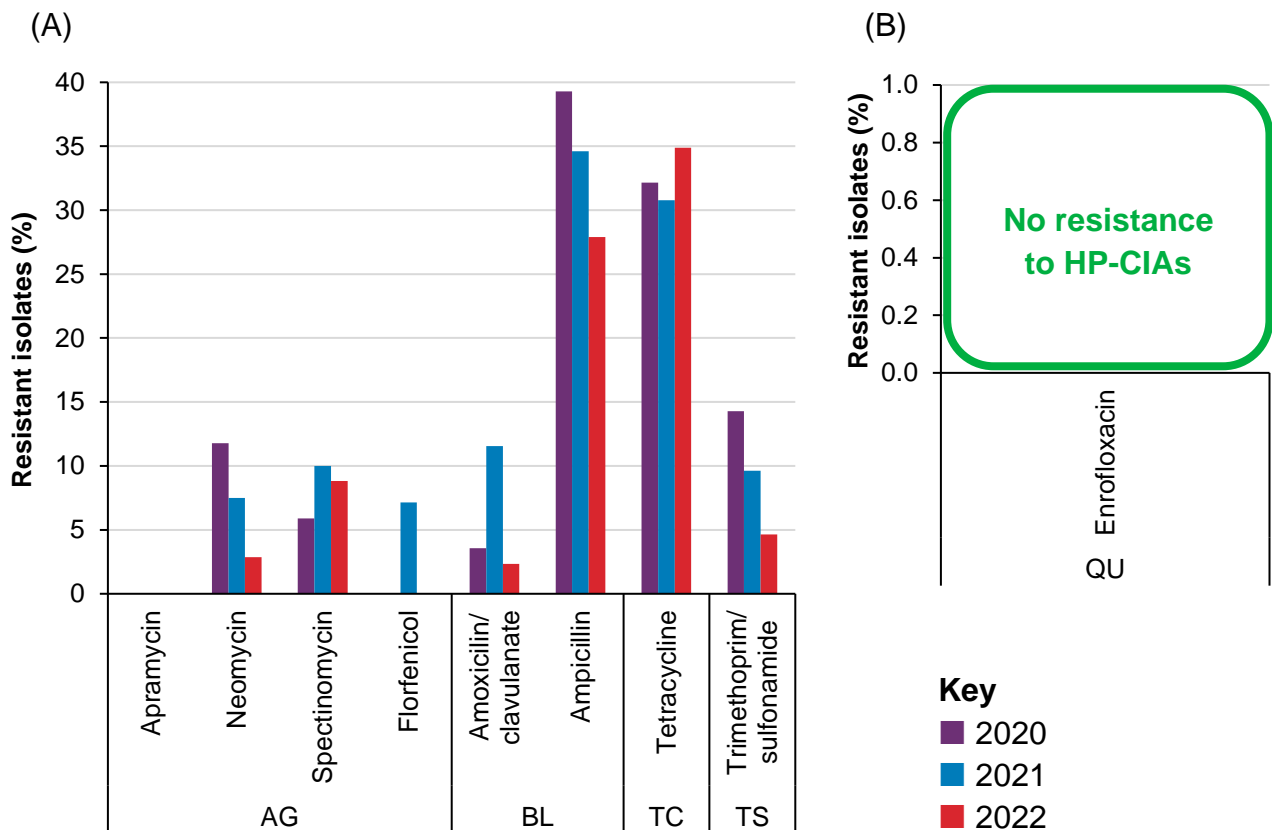 (A)
Resistant isolates (%)
40
35
30
25
20
15
10
5
0
Apramycin
Neomycin
Spectinomycin
Florfenicol
Amoxicilin/
clavulanate
Ampicillin
Tetracycline
Trimethoprim/
sulfonamide
AG
BL
TC
TS
(B)
Resistant isolates (%)
1.0
0.8
0.6
0.4
0.2
0.0
No resistance
to HP-CIAs
Enrofloxacin
QU
Key
2020
2021
2022